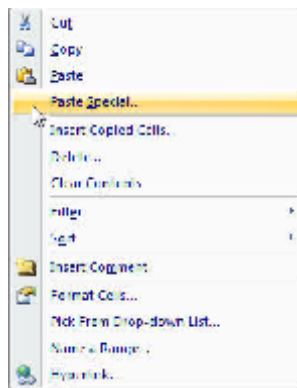 Cut
Copy
Paste
Paste Special...
Insert Copied Cells...
Delete...
Clear Contents
Filter
Sort
Insert Comment
Format Cells...
Pick From Drop-down List...
Name a Range...
Hyperlink...